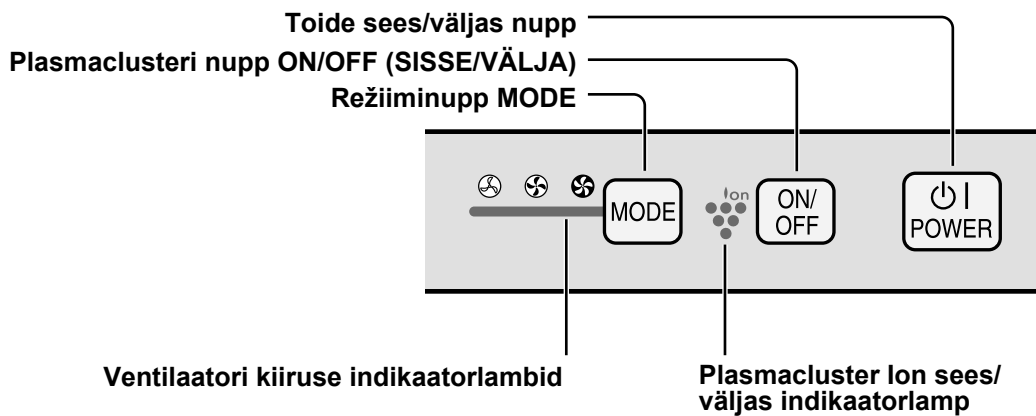 Toide sees/väljas nupp
Plasmaclusteri nupp ON/OFF (SISSE/VÄLJA)
Režiiminupp MODE
Ion
MODE
ON/
OFF
POWER
Ventilaatori kiiruse indikaatorlambid
Plasmacluster Ion sees/
väljas indikaatorlamp